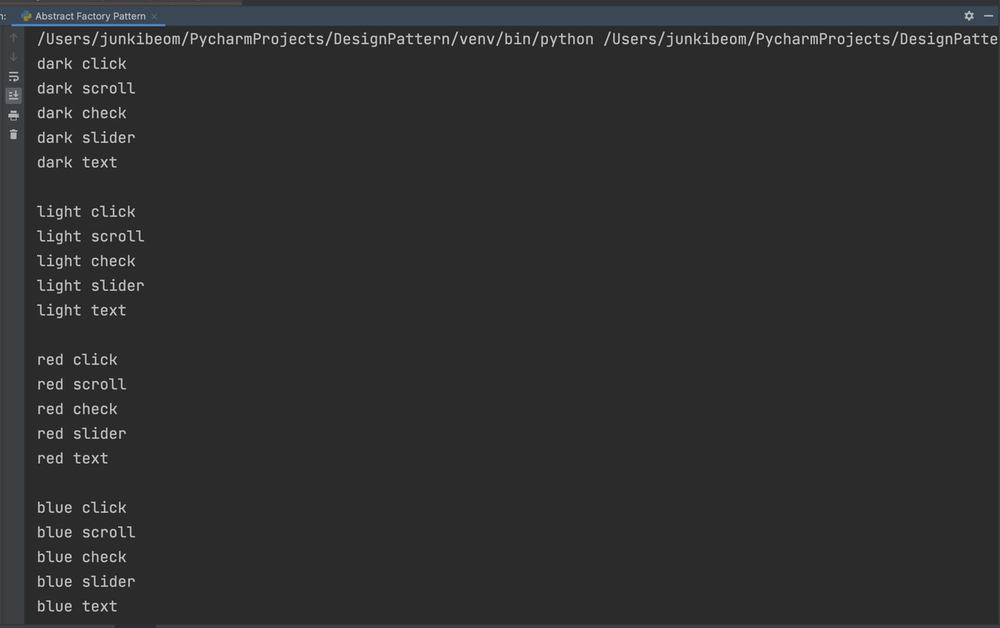 Abstract Factory Pattern
/Users/junkibeom/PycharmProjects/DesignPattern/venv/bin/python /Users/junkibeom/PycharmProjects/DesignPatte
dark click
dark scroll
dark check
dark slider
dark text
light click
light scroll
light check
light slider
light text
red click
red scroll
red check
red slider
red text
blue click
blue scroll
blue check
blue slider
blue text